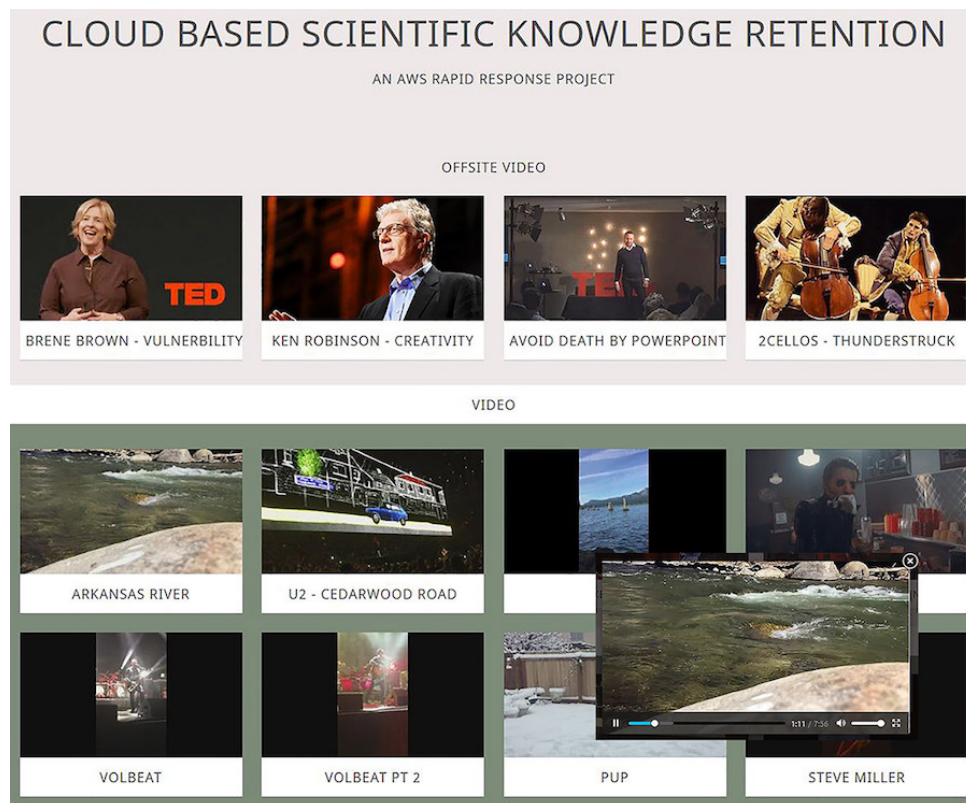 CLOUD BASED SCIENTIFIC KNOWLEDGE RETENTION
AN AWS RAPID RESPONSE PROJECT
OFFSITE VIDEO
TED
TE
BRENE BROWN - VULNERBILITY
KEN ROBINSON - CREATIVITY
AVOID DEATH BY POWERPOINT
2CELLOS - THUNDERSTRUCK
VIDEO
ARKANSAS RIVER
U2 - CEDARWOOD ROAD
1:11 / 7:56
VOLBEAT
VOLBEAT PT 2
PUP
STEVE MILLER